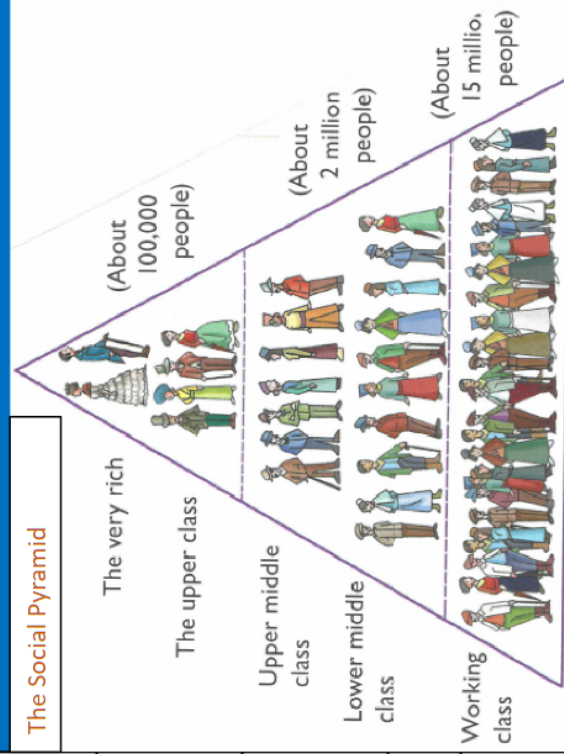 The Social Pyramid
The very rich
The upper class
(About
100,000
people)
Upper middle
class
Lower middle
class
(About
2 million
people)
Working
class
(About
15 millio
people)